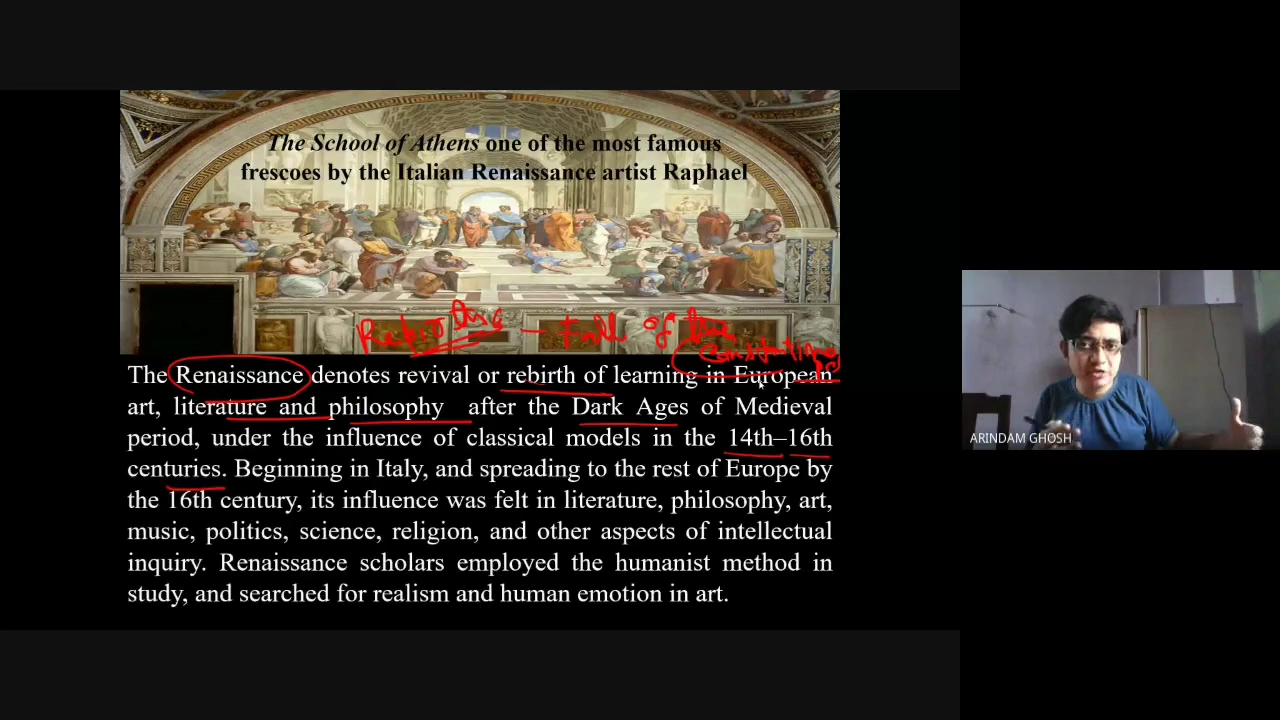 The School of Athens one of the most famous
frescoes by the Italian Renaissance artist Raphael
– fall of the
The Renaissance denotes revival or rebirth of learning in European
art, literature and philosophy after the Dark Ages of Medieval
period, under the influence of classical models in the 14th–16th
centuries. Beginning in Italy, and spreading to the rest of Europe by
the 16th century, its influence was felt in literature, philosophy, art,
music, politics, science, religion, and other aspects of intellectual
inquiry. Renaissance scholars employed the humanist method in
study, and searched for realism and human emotion in art.
ARINDAM GHOSH